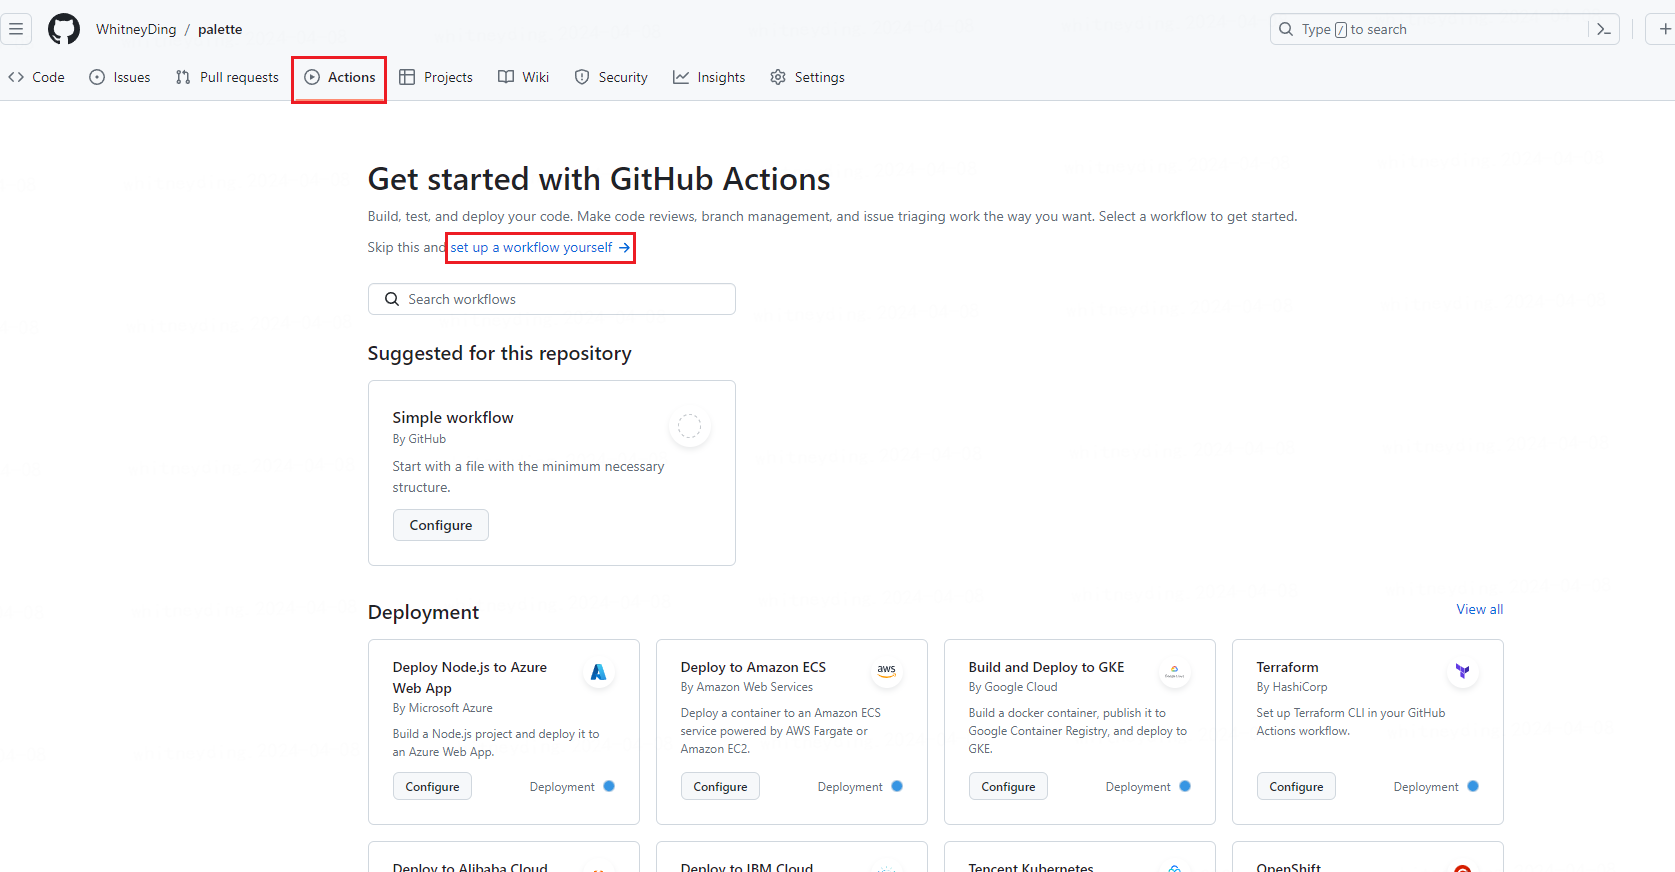 WhitneyDing / palette
Type / to search
Code Issues Pull requests Actions Projects Wiki Security Insights Settings
Get started with GitHub Actions
Build, test, and deploy your code. Make code reviews, branch management, and issue triaging work the way you want. Select a workflow to get started.
Skip this and set up a workflow yourself →
Search workflows
Suggested for this repository
Simple workflow
By GitHub
Start with a file with the minimum necessary
structure.
Configure
Deployment
View all
Deploy Node.js to Azure
Web App
By Microsoft Azure
Build a Node.js project and deploy it to
an Azure Web App.
Configure
Deployment
Deploy to Amazon ECS
aws
By Amazon Web Services
Deploy a container to an Amazon ECS
service powered by AWS Fargate or
Amazon EC2.
Configure
Deployment
Build and Deploy to GKE
By Google Cloud
Build a docker container, publish it to
Google Container Registry, and deploy to
GKE.
Configure
Deployment
Terraform
By HashiCorp
Set up Terraform CLI in your GitHub
Actions workflow.
Configure
Deployment
Deploy to Alibaba Cloud
Deploy to IBM Cloud
Tencent Kubernetes
OpenShift